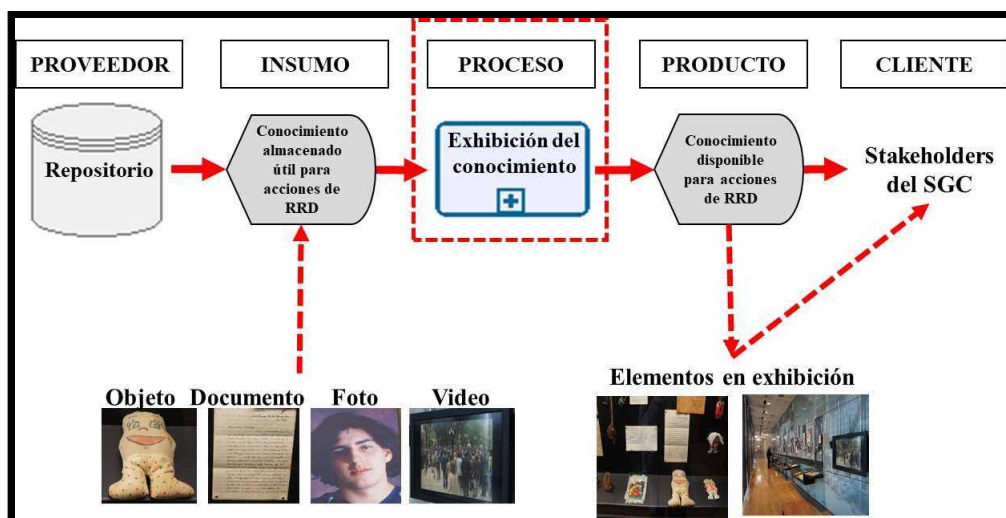 PROVEEDOR
INSUMO
PROCESO
PRODUCTO
CLIENTE
Repositorio
Conocimiento
almacenado
útil para
acciones de
RRD
Exhibición del
conocimiento
Conocimiento
disponible
para acciones
de RRD
Stakeholders
del SGC
Objeto
Documento
Foto
Video
Elementos en exhibición